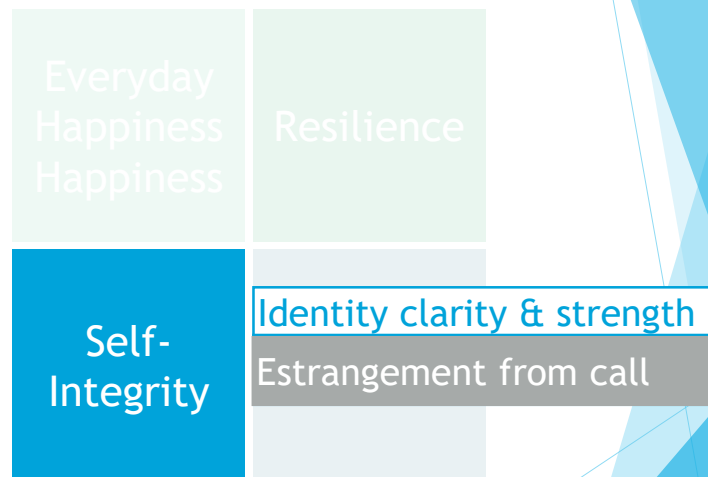 Everyday
Happiness
Happiness
Resilience
Self-
Integrity
Identity clarity & strength
Estrangement from call